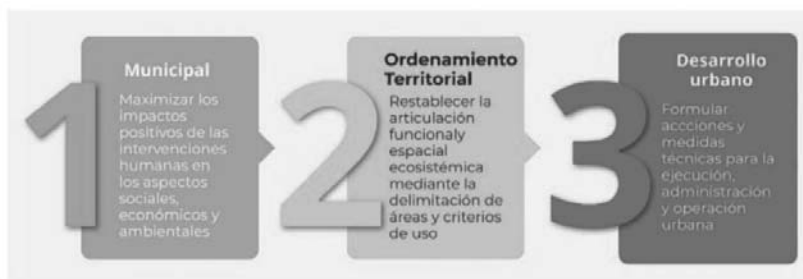 1
Municipal
Maximizar los
impactos
positivos de las
intervenciones
humanas en
los aspectos
sociales,
económicos y
ambientales
2
Ordenamiento
Territorial
Restablecer la
articulación
funcionaly
espacial
ecosistémica
mediante la
delimitación de
áreas y criterios
de uso
3
Desarrollo
urbano
Formular
accciones y
medidas
técnicas para la
ejecución,
administración
y operación
urbana